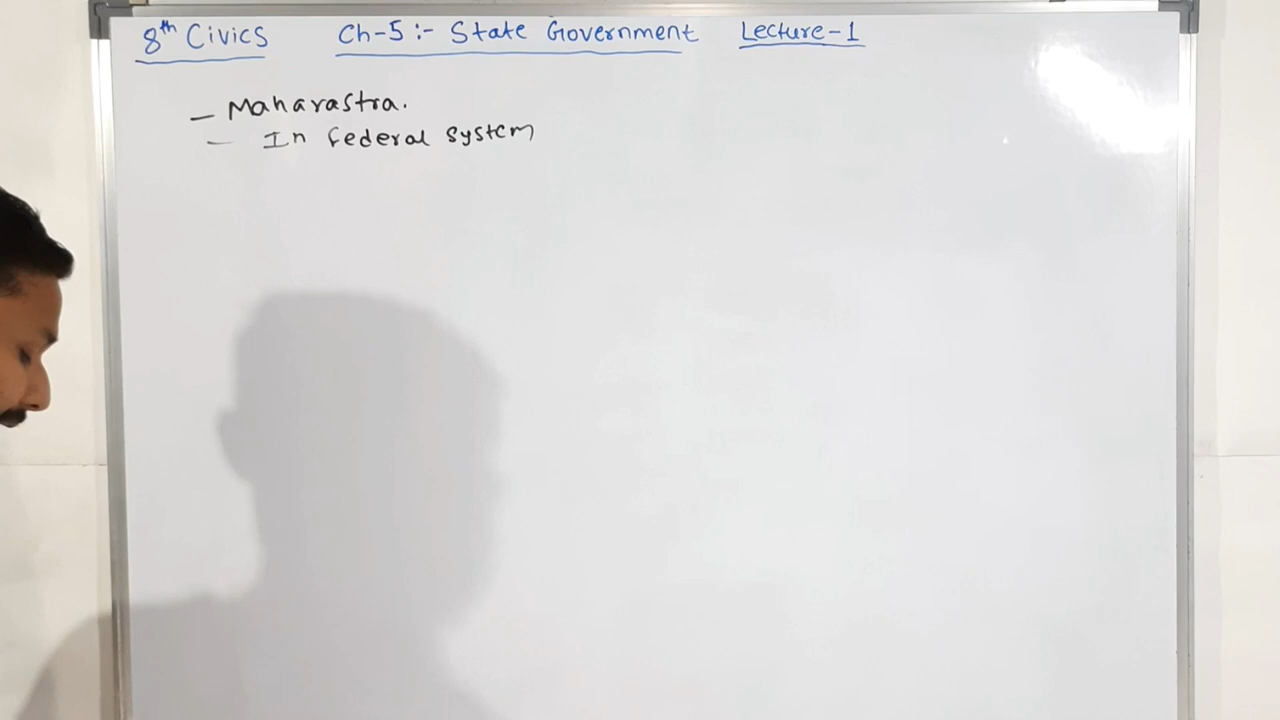 8th Civics Ch-5:- State Government Lecture-1
- Maharastra.
- In Federal System